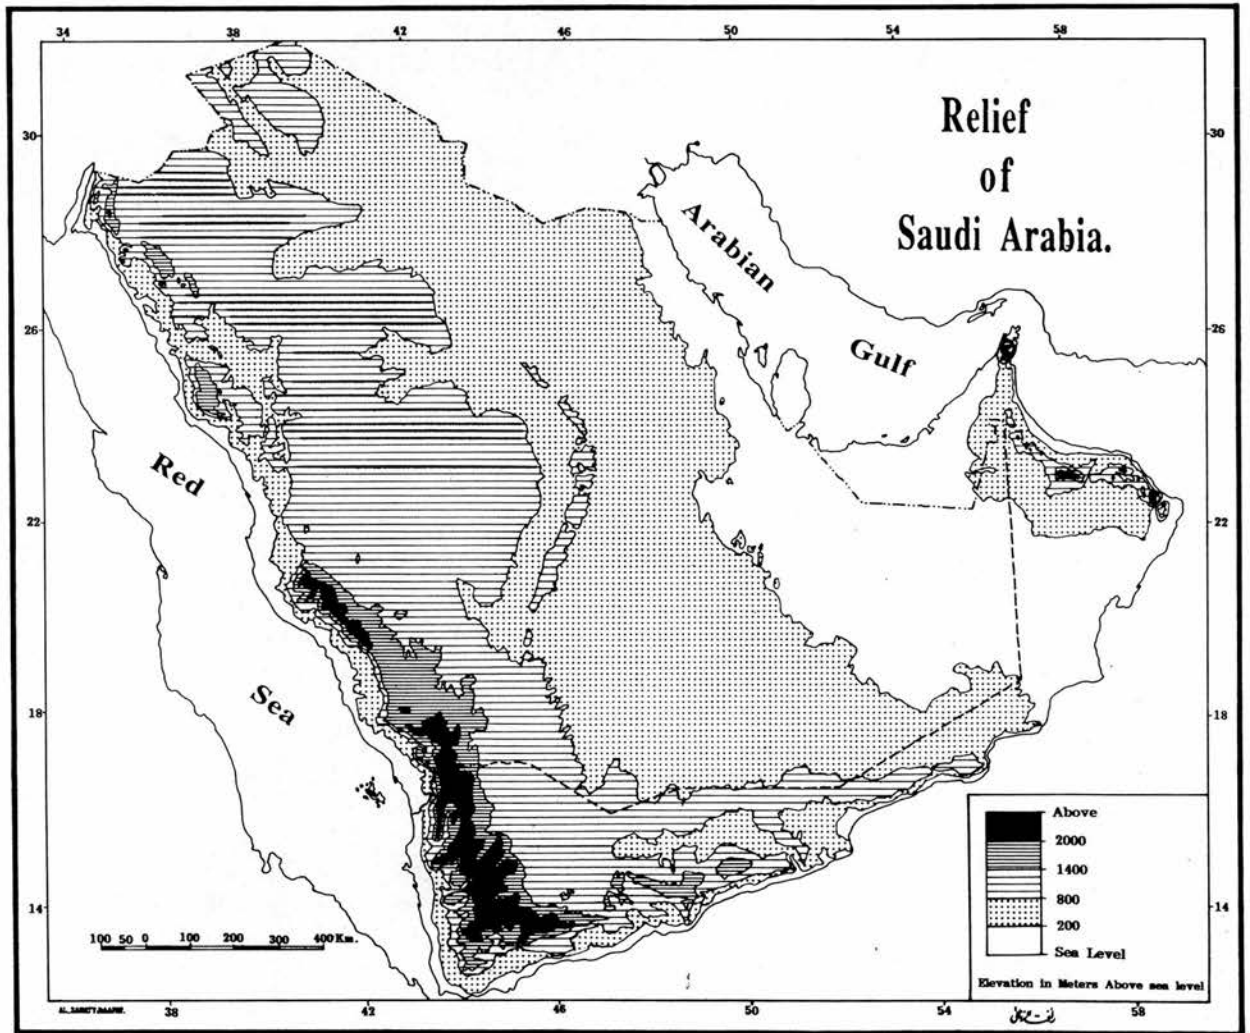 34 38 42 46 50 54 58
Relief
of
Saudi Arabia.
30 30
Arabian
Gulf
26 26
Red
Sea
22 22
18 18
14 14
Above
2000
1400
800
200
Sea Level
Elevation in Meters Above sea level
100 50 0 100 200 300 400 Km.
38 42 46 50 54 58